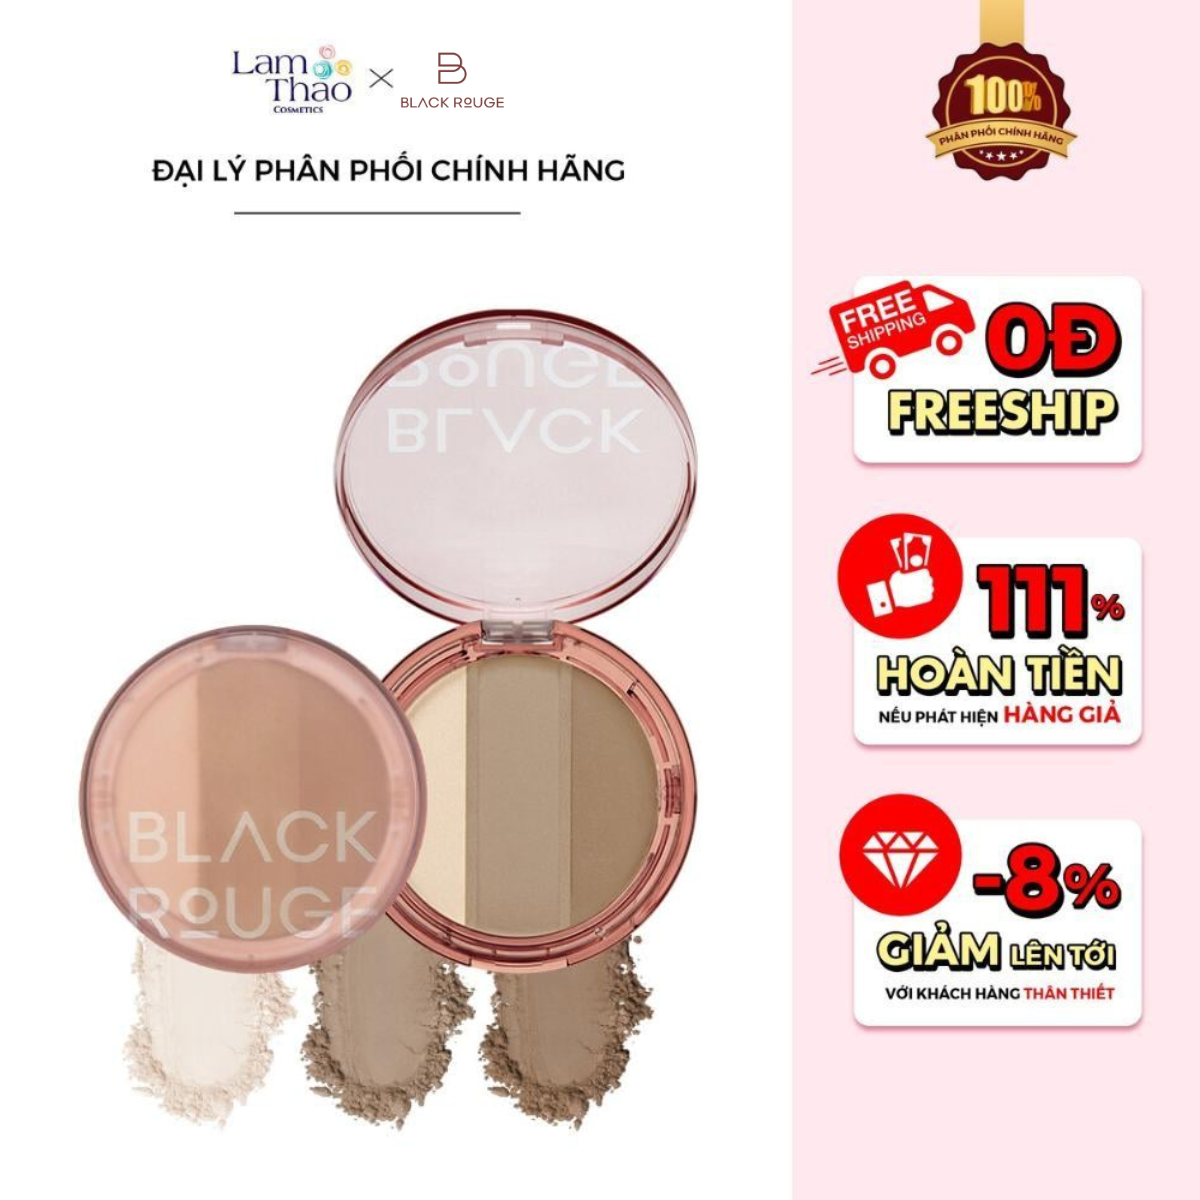 Lam
Thao
COSMETICS
×
B
BLACK ROUGE
ĐẠI LÝ PHÂN PHỐI CHÍNH HÃNG
100%
PHÂN PHỐI CHÍNH HÃNG
FREE
SHIPPING
0Đ
FREESHIP
111%
HOÀN TIỀN
NẾU PHÁT HIỆN HÀNG GIẢ
-8%
GIẢM LÊN TỚI
VỚI KHÁCH HÀNG THÂN THIẾT
ROUGE
BLACK
BLACK
ROUGE